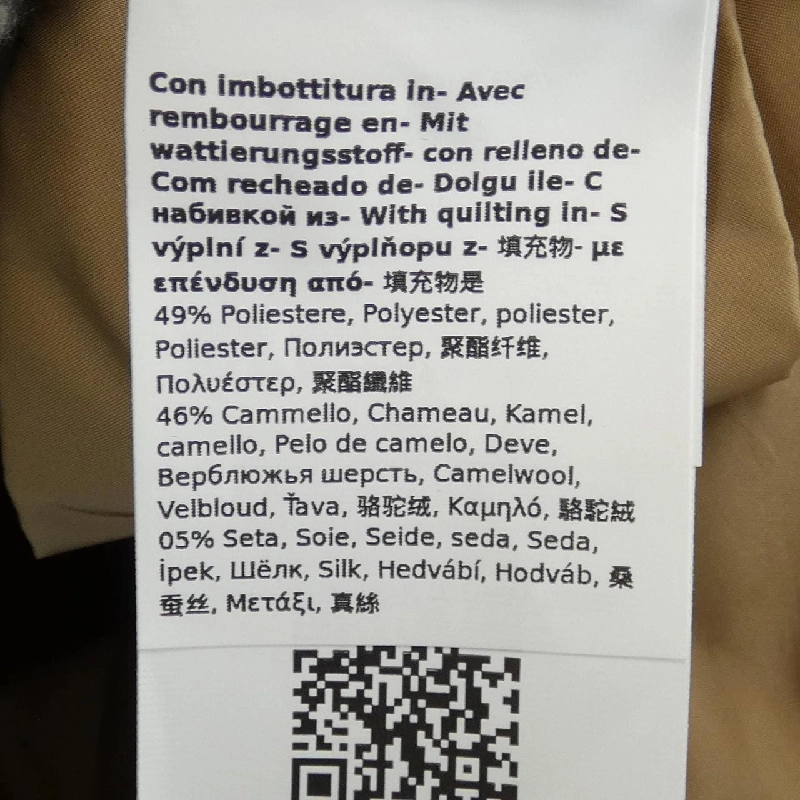 Con imbottitura in- Avec
rembourrage en- Mit
wattierungsstoff- con relleno de-
Com recheado de- Dolgu ile- C
набивкой из- With quilting in- S
výplní z- S výplňopu z- 填充物- με
επένδυση από- 填充物是
49% Poliestere, Polyester, poliester,
Poliester, Полиэстер, 聚酯纤维,
Πολυέστερ, 聚酯纖維
46% Cammello, Chameau, Kamel,
camello, Pelo de camelo, Deve,
Верблюжья шерсть, Camelwool,
Velbloud, Ťava, 骆驼绒, Καμηλό, 駱駝絨
05% Seta, Soie, Seide, seda, Seda,
İpek, Шёлк, Silk, Hedvábí, Hodváb, 桑
蚕丝, Μετάξι, 真絲